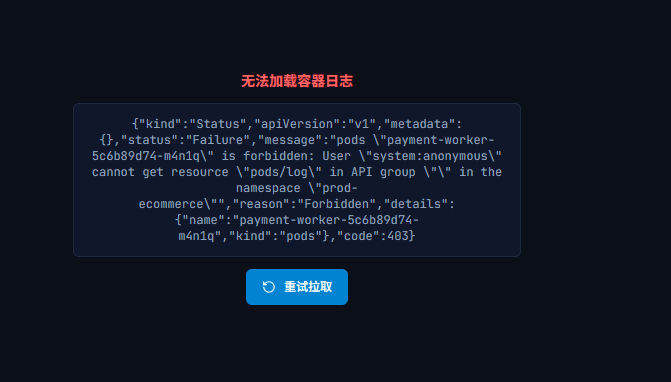 无法加载容器日志
{"kind":"Status","apiVersion":"v1","metadata":
{},"status":"Failure","message":"pods \"payment-worker-
5c6b89d74-m4n1q\" is forbidden: User \"system:anonymous\"
cannot get resource \"pods/log\" in API group \"\" in the
namespace \"prod-
ecommerce\"","reason":"Forbidden","details":
{"name":"payment-worker-5c6b89d74-
m4n1q","kind":"pods"},"code":403}
重试拉取